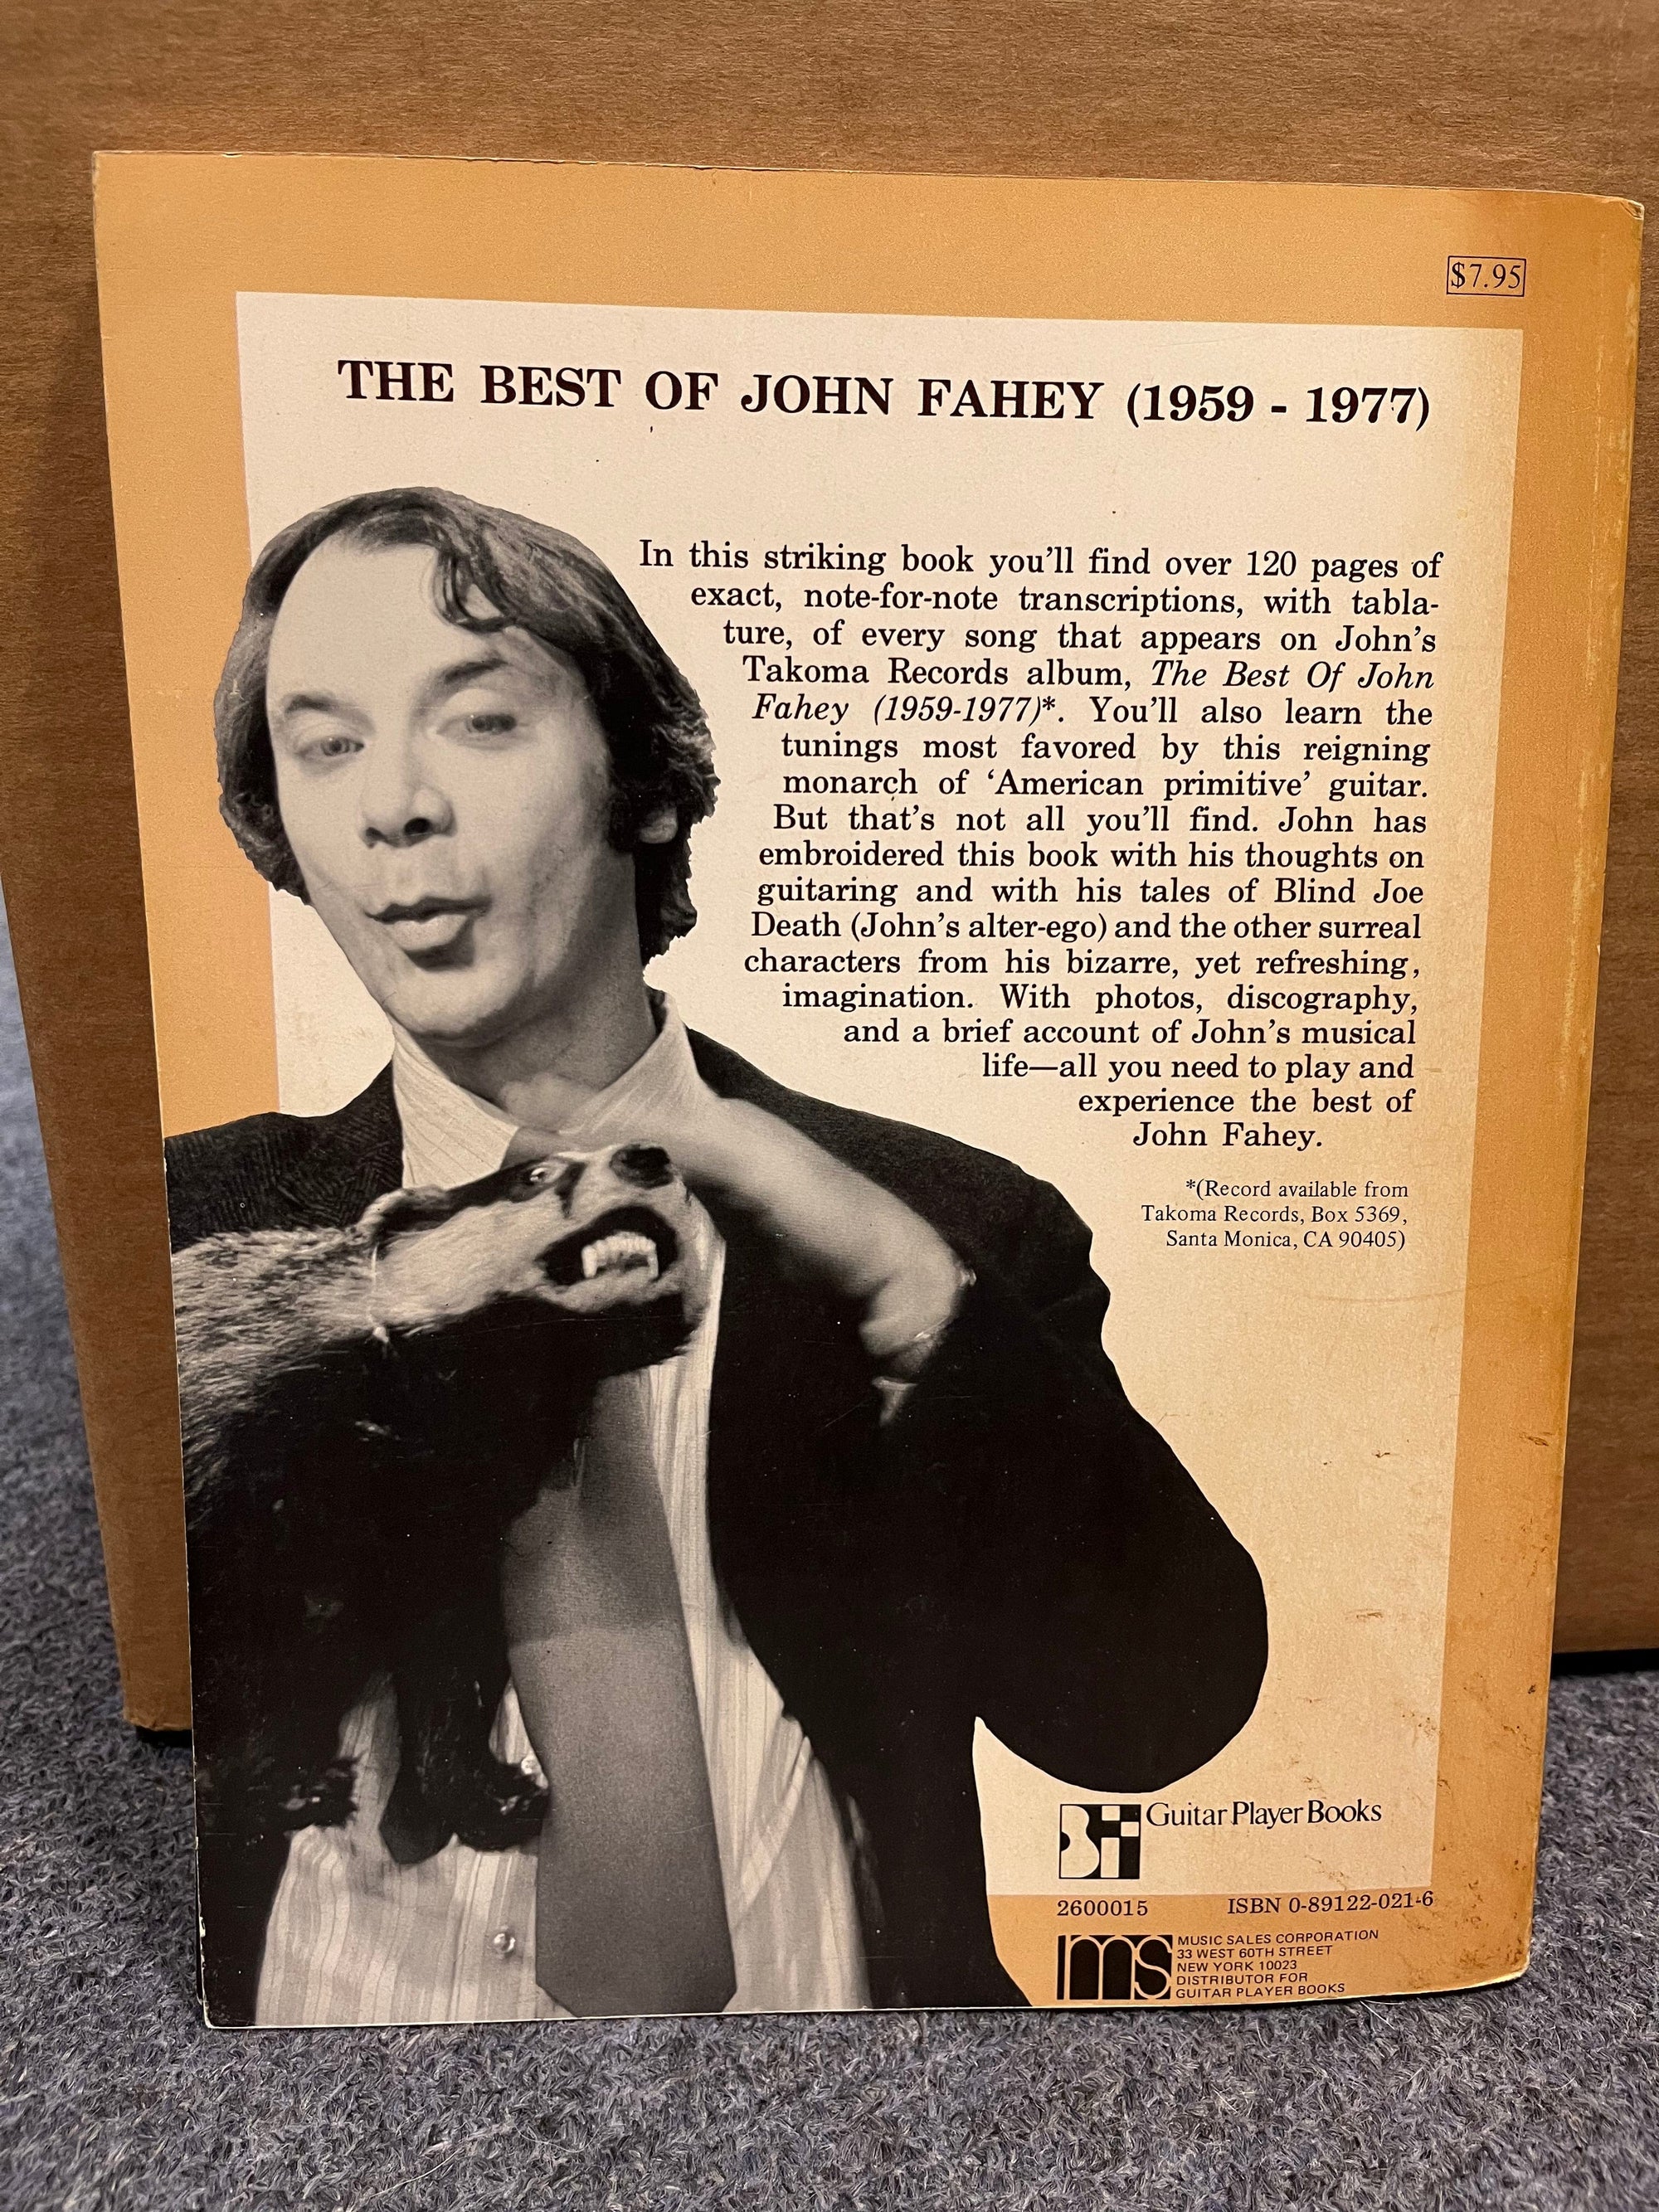 $7.95
THE BEST OF JOHN FAHEY (1959 - 1977)
In this striking book you'll find over 120 pages of
exact, note-for-note transcriptions, with tabla-
ture, of every song that appears on John's
Takoma Records album, The Best Of John
Fahey (1959-1977)*. You'll also learn the
tunings most favored by this reigning
monarch of 'American primitive' guitar.
But that's not all you'll find. John has
embroidered this book with his thoughts on
guitaring and with his tales of Blind Joe
Death (John's alter-ego) and the other surreal
characters from his bizarre, yet refreshing,
imagination. With photos, discography,
and a brief account of John's musical
life—all you need to play and
experience the best of
John Fahey.
*(Record available from
Takoma Records, Box 5369,
Santa Monica, CA 90405)
Guitar Player Books
2600015 ISBN 0-89122-021-6
ms
MUSIC SALES CORPORATION
33 WEST 60TH STREET
NEW YORK 10023
DISTRIBUTOR FOR
GUITAR PLAYER BOOKS